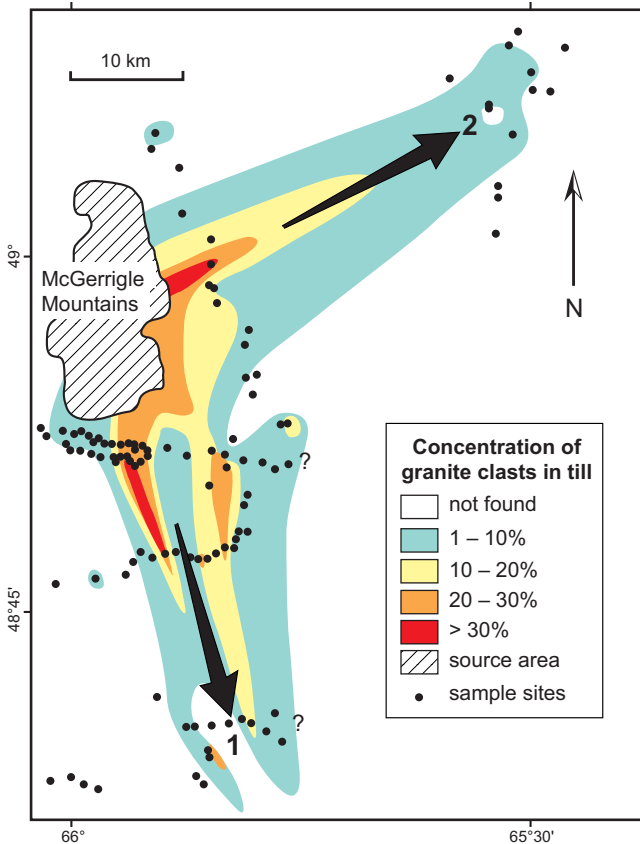 10 km
2
49°
McGerrigle
Mountains
N
?
Concentration of
granite clasts in till
not found
1 – 10%
10 – 20%
20 – 30%
> 30%
source area
sample sites
48°45'
?
1
66°
65°30'